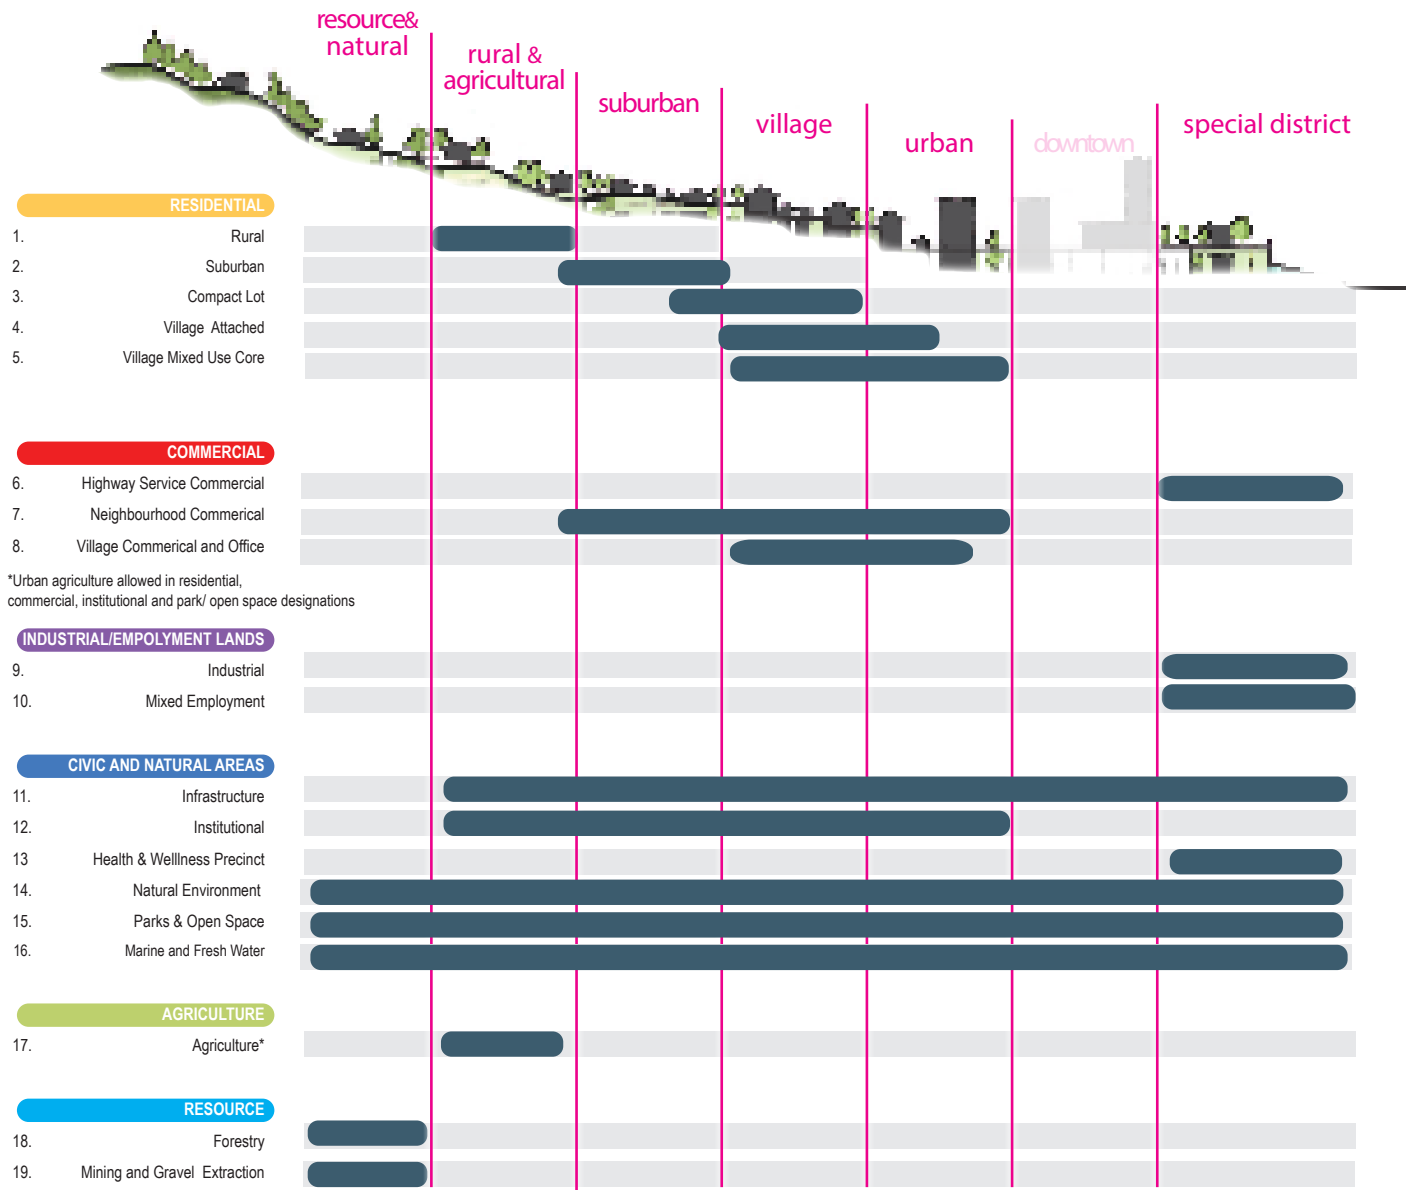 resource&
natural
rural &
agricultural
suburban
village
urban
downtown
special district
RESIDENTIAL
1. Rural
2. Suburban
3. Compact Lot
4. Village Attached
5. Village Mixed Use Core
COMMERCIAL
6. Highway Service Commercial
7. Neighbourhood Commerical
8. Village Commerical and Office
*Urban agriculture allowed in residential,
commercial, institutional and park/ open space designations
INDUSTRIAL/EMPOLYMENT LANDS
9. Industrial
10. Mixed Employment
CIVIC AND NATURAL AREAS
11. Infrastructure
12. Institutional
13 Health & Welllness Precinct
14. Natural Environment
15. Parks & Open Space
16. Marine and Fresh Water
AGRICULTURE
17. Agriculture*
RESOURCE
18. Forestry
19. Mining and Gravel Extraction